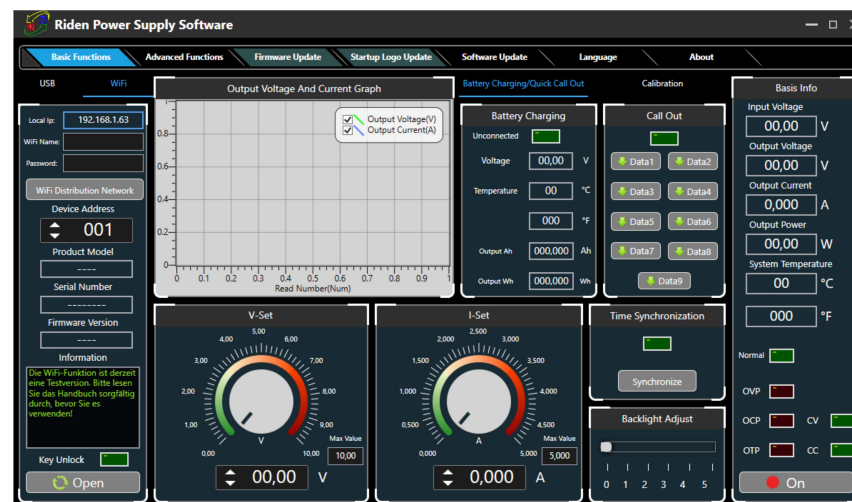 Riden Power Supply Software
Basic Functions
Advanced Functions
Firmware Update
Startup Logo Update
Software Update
Language
About
USB
WiFi
Local Ip:
192.168.1.63
WiFi Name:
Password:
WiFi Distribution Network
Device Address
001
Product Model
----
Serial Number
--------
Firmware Version
----
Information
Die WiFi-Funktion ist derzeit
eine Testversion. Bitte lesen
Sie das Handbuch sorgfältig
durch, bevor Sie es
verwenden!
Key Unlock
Open
Output Voltage And Current Graph
Output Voltage(V)
Output Current(A)
1
0.8
0.6
0.4
0.2
0
0 0.1 0.2 0.3 0.4 0.5 0.6 0.7 0.8 0.9 1
Read Number(Num)
Battery Charging/Quick Call Out
Calibration
Battery Charging
Unconnected
Voltage 00,00 V
Temperature 00 °C
000 °F
Output Ah 000,000 Ah
Output Wh 000,000 Wh
Call Out
Data1 Data2
Data3 Data4
Data5 Data6
Data7 Data8
Data9
V-Set
0,00
1,00
2,00
3,00
4,00
5,00
6,00
7,00
8,00
9,00
10,00
V
Max Value
10,00
00,00 V
I-Set
0,000
0,500
1,000
1,500
2,000
2,500
3,000
3,500
4,000
4,500
5,000
A
Max Value
5,000
0,000 A
Time Synchronization
Synchronize
Backlight Adjust
0 1 2 3 4 5
Basis Info
Input Voltage
00,00 V
Output Voltage
00,00 V
Output Current
0,000 A
Output Power
00,00 W
System Temperature
00 °C
000 °F
Normal
OVP
OCP CV
OTP CC
On